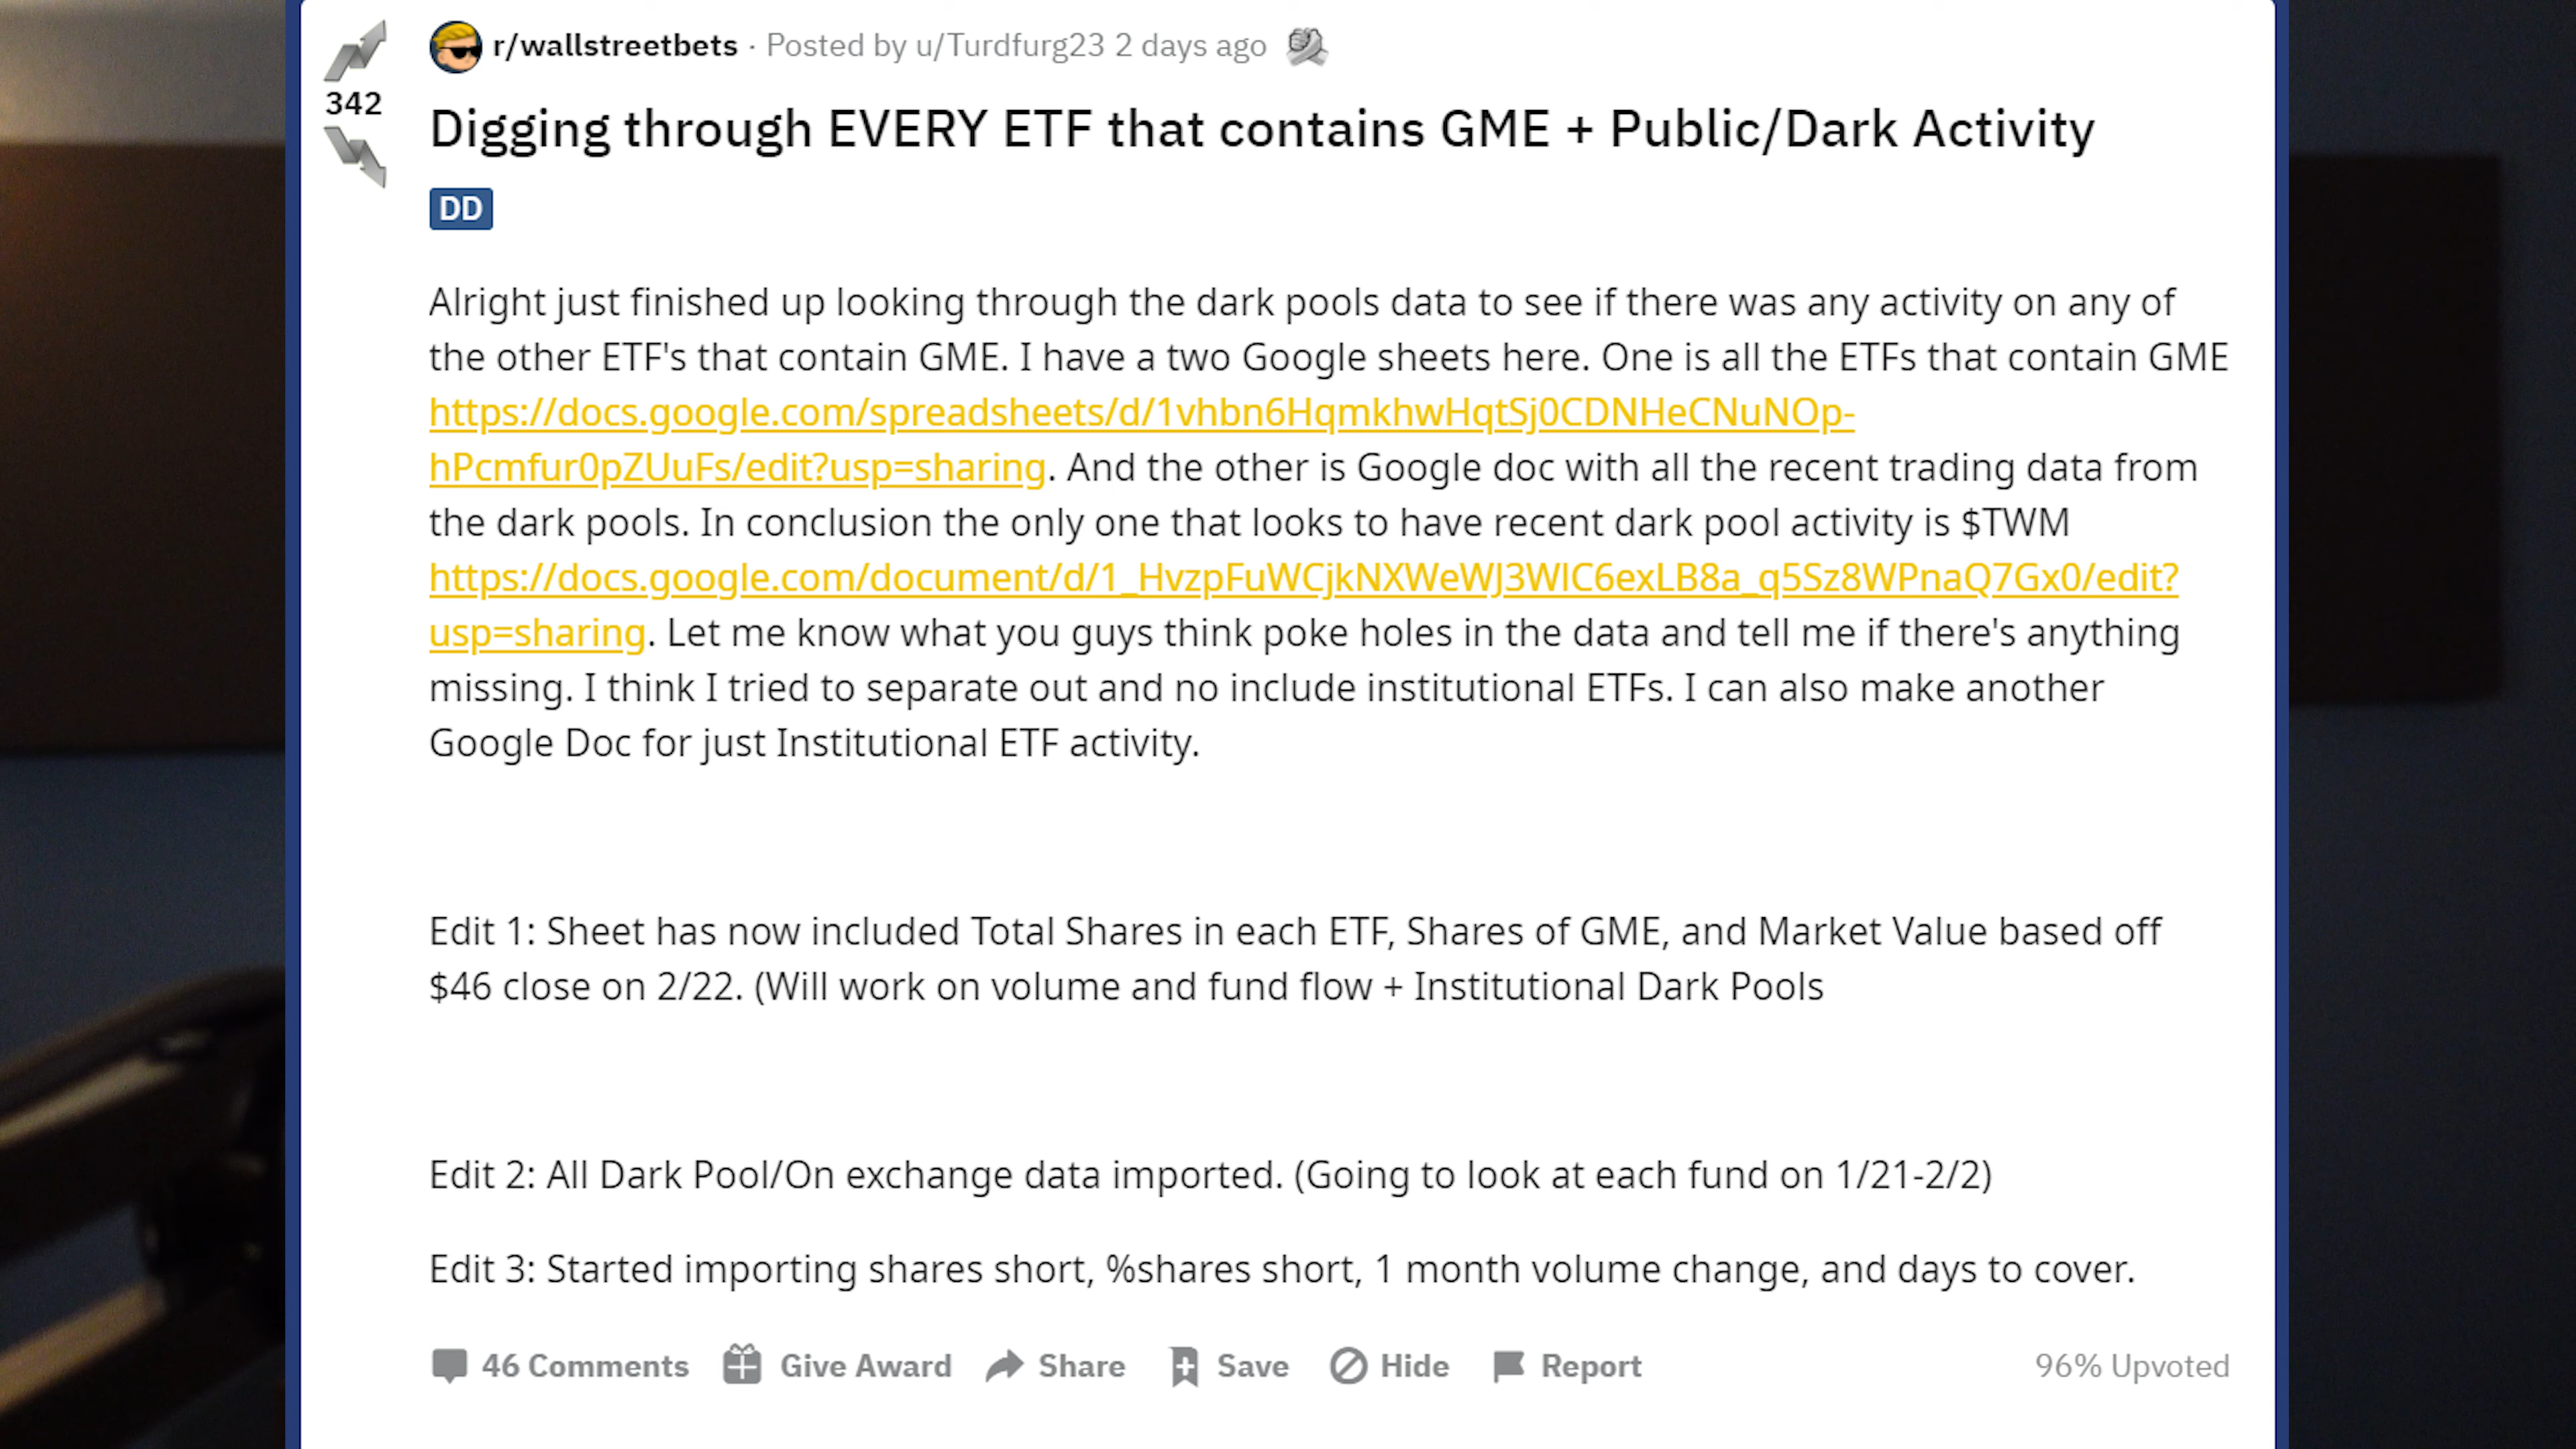 r/wallstreetbets · Posted by u/Turdfurg23 2 days ago
342
Digging through EVERY ETF that contains GME + Public/Dark Activity
DD
Alright just finished up looking through the dark pools data to see if there was any activity on any of
the other ETF's that contain GME. I have a two Google sheets here. One is all the ETFs that contain GME
https://docs.google.com/spreadsheets/d/1vhbn6HqmkhwHqtSj0CDNHeCNuNOp-
hPcmfur0pZUuFs/edit?usp=sharing. And the other is Google doc with all the recent trading data from
the dark pools. In conclusion the only one that looks to have recent dark pool activity is $TWM
https://docs.google.com/document/d/1_HvzpFuWCjkNXWeWJ3WlC6exLB8a_q5Sz8WPnaQ7Gx0/edit?
usp=sharing. Let me know what you guys think poke holes in the data and tell me if there's anything
missing. I think I tried to separate out and no include institutional ETFs. I can also make another
Google Doc for just Institutional ETF activity.
Edit 1: Sheet has now included Total Shares in each ETF, Shares of GME, and Market Value based off
$46 close on 2/22. (Will work on volume and fund flow + Institutional Dark Pools
Edit 2: All Dark Pool/On exchange data imported. (Going to look at each fund on 1/21-2/2)
Edit 3: Started importing shares short, %shares short, 1 month volume change, and days to cover.
46 Comments Give Award Share Save Hide Report 96% Upvoted